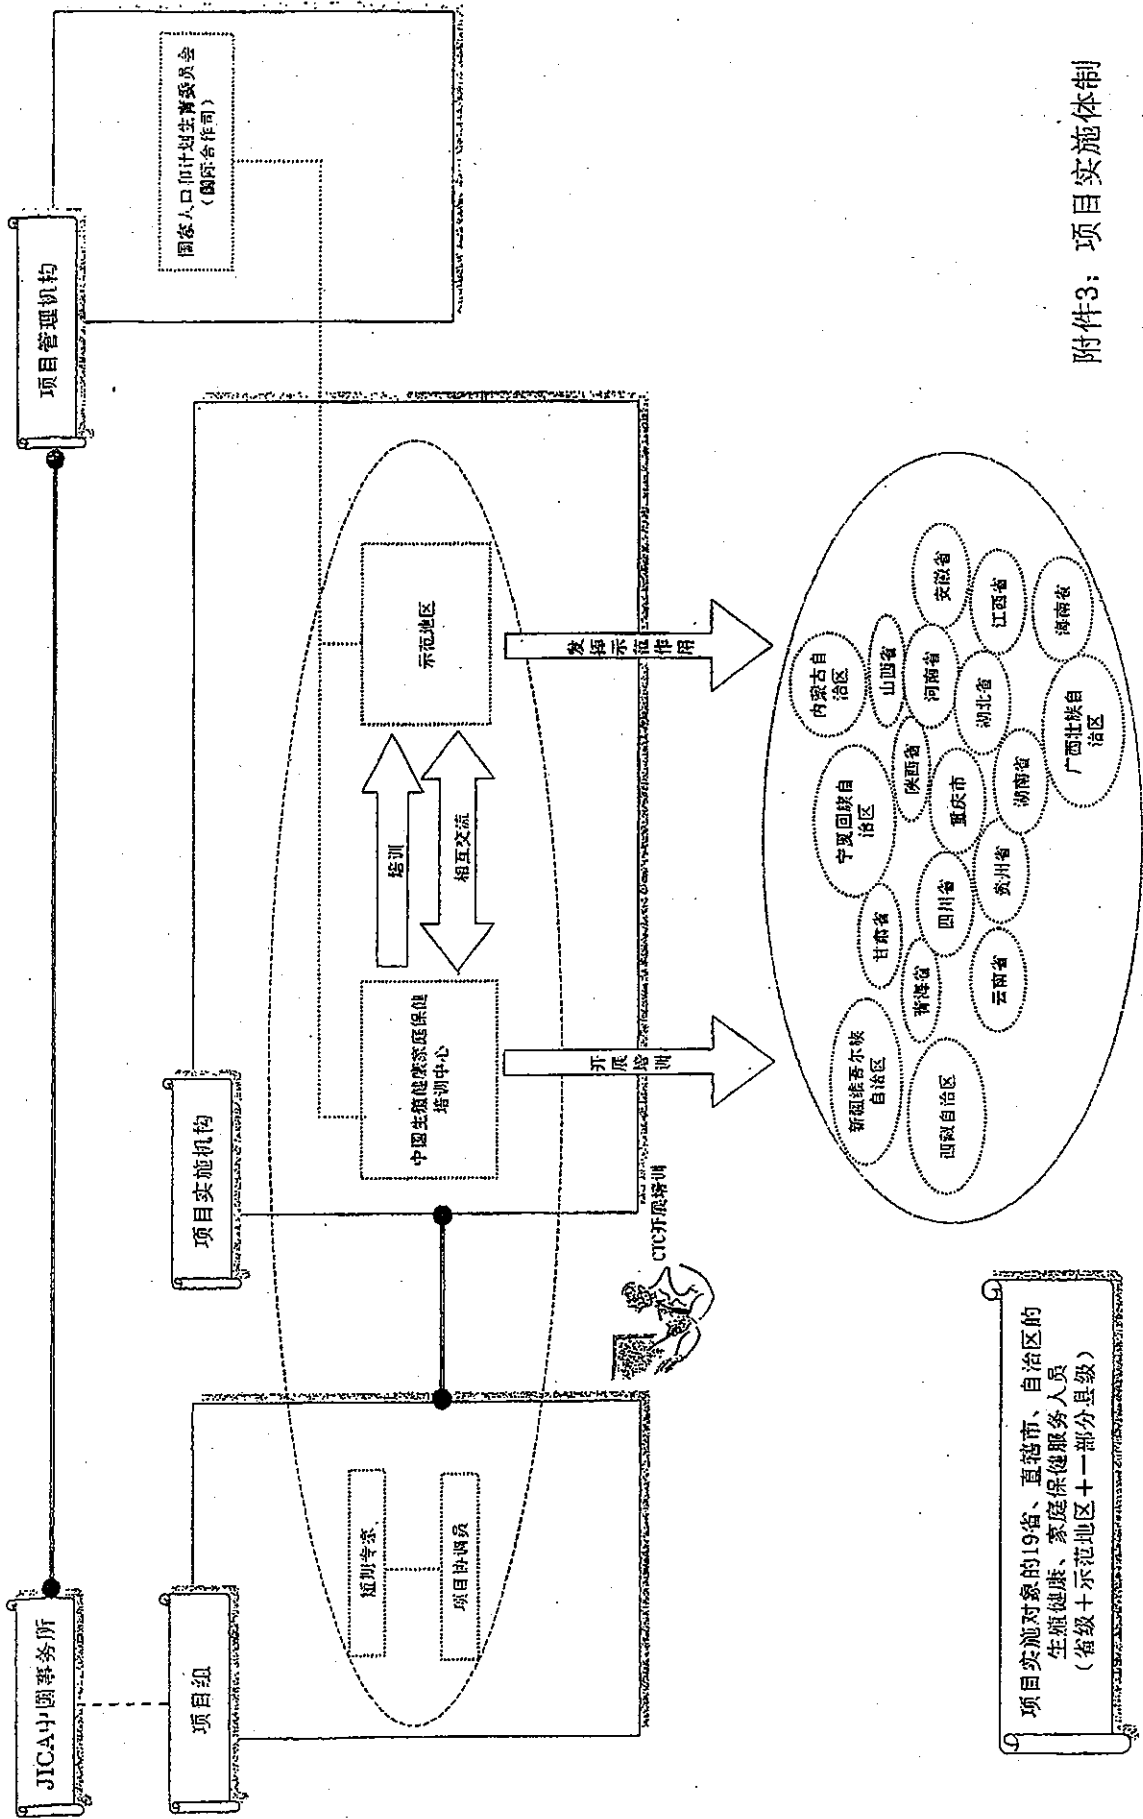 附件3：项目实施体制
JICA中国事务所
项目管理机构
项目组
项目实施机构
国家人口和计划生育委员会
（国际合作司）
短期专家
项目协调员
中国生殖健康家庭保健
培训中心
培训
相互交流
示范地区
CTC开展培训
开展培训
发挥示范作用
新疆维吾尔族
自治区
西藏自治区
青海省
甘肃省
宁夏回族自
治区
内蒙古自
治区
陕西省
山西省
四川省
重庆市
河南省
安徽省
云南省
贵州省
湖南省
湖北省
江西省
广西壮族自
治区
海南省
项目实施对象的19省、直辖市、自治区的
生殖健康、家庭保健服务人员
（省级＋示范地区＋一部分县级）